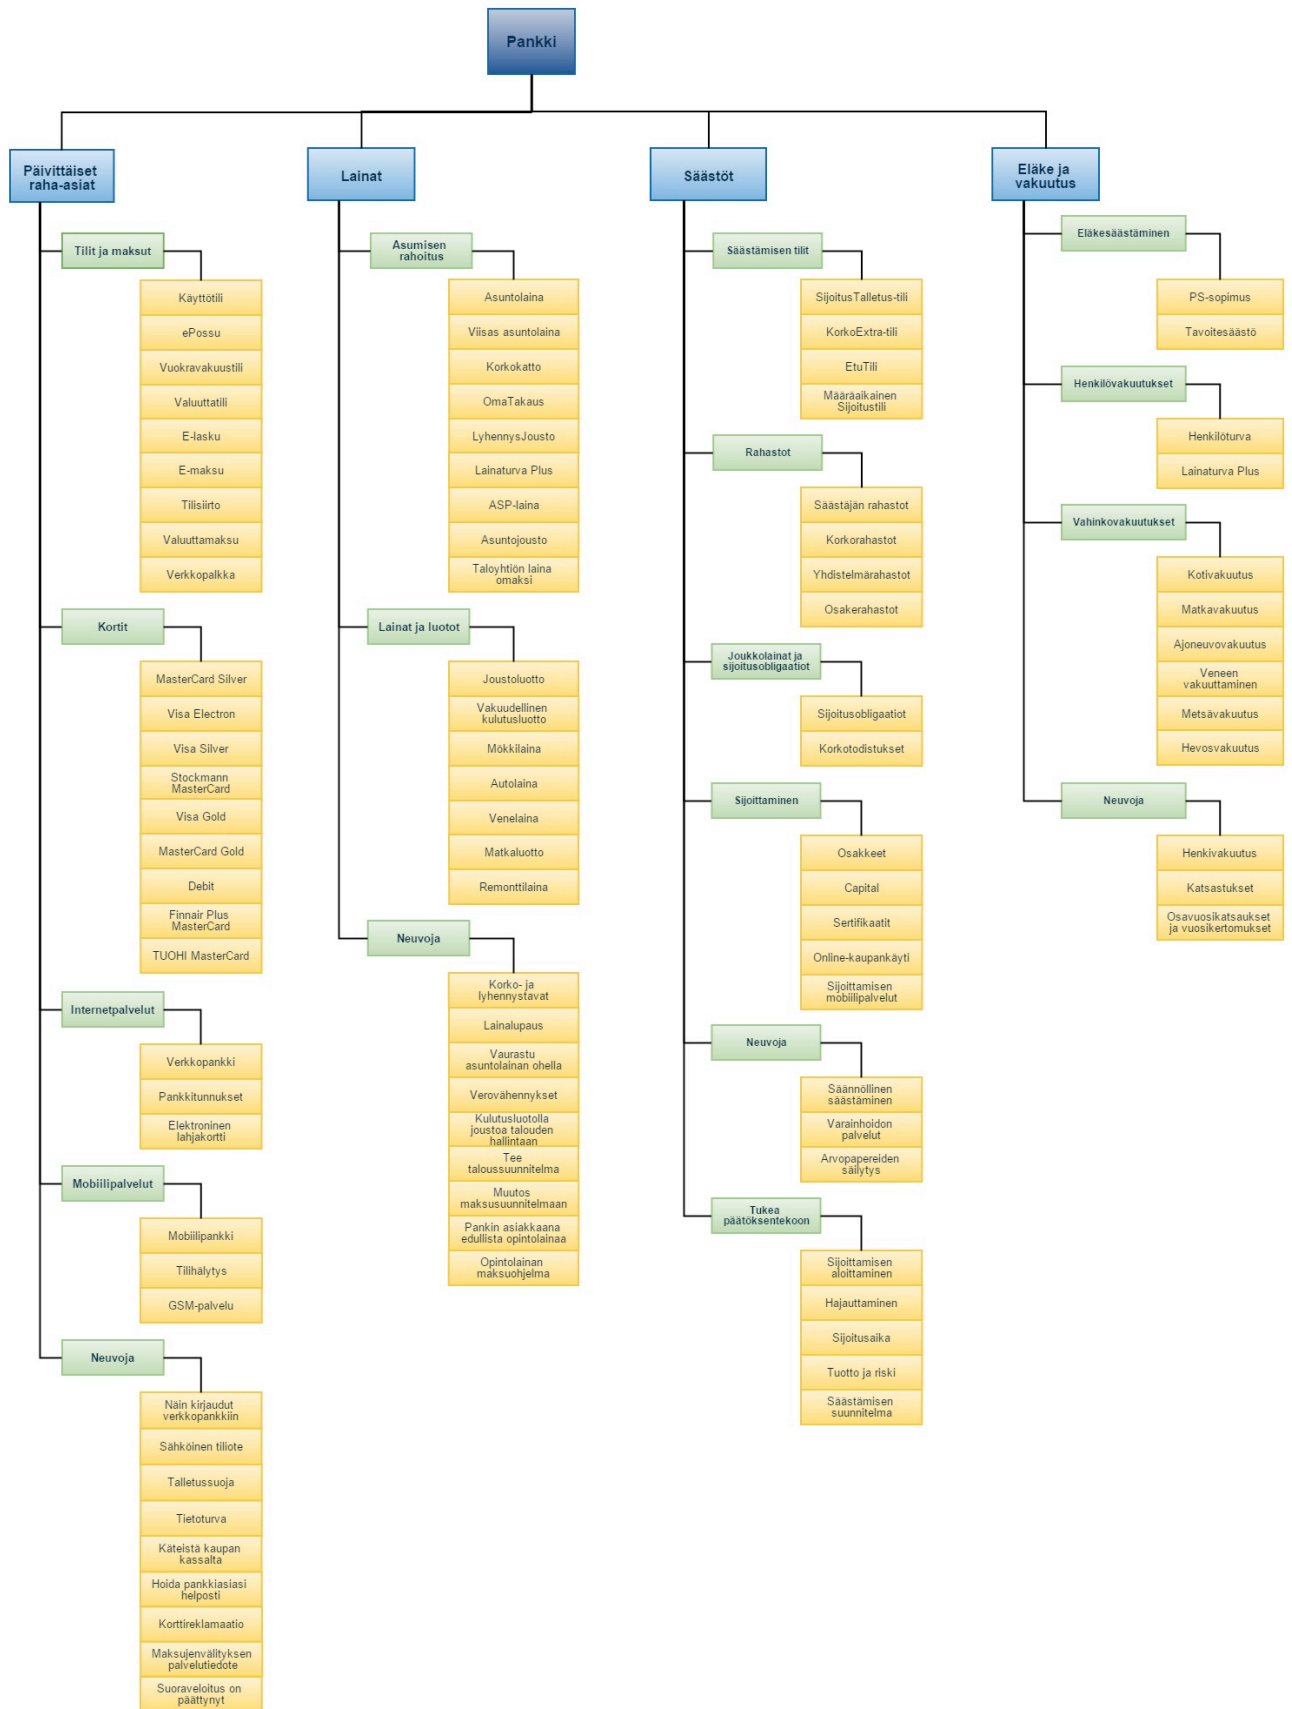 Pankki
Päivittäiset
raha-asiat
Tilit ja maksut
Käyttötili
ePossu
Vuokravakuustili
Valuuttatili
E-lasku
E-maksu
Tilisiirto
Valuuttamaksu
Verkkopalkka
Kortit
MasterCard Silver
Visa Electron
Visa Silver
Stockmann
MasterCard
Visa Gold
MasterCard Gold
Debit
Finnair Plus
MasterCard
TUOHI MasterCard
Internetpalvelut
Verkkopankki
Pankkitunnukset
Elektroninen
lahjakortti
Mobiilipalvelut
Mobiilipankki
Tilihälytys
GSM-palvelu
Neuvoja
Näin kirjaudut
verkkopankkiin
Sähköinen tiliote
Talletussuoja
Tietoturva
Käteistä kaupan
kassalta
Hoida pankkiasiasi
helposti
Korttireklamaatio
Maksujenvälityksen
palvelutiedote
Suoraveloitus on
päättynyt
Lainat
Asumisen
rahoitus
Asuntolaina
Viisas asuntolaina
Korkokatto
OmaTakaus
LyhennysJousto
Lainaturva Plus
ASP-laina
Asuntojousto
Taloyhtiön laina
omaksi
Lainat ja luotot
Joustoluotto
Vakuudellinen
kulutusluotto
Mökkilaina
Autolaina
Venelaina
Matkaluotto
Remonttilaina
Neuvoja
Korko- ja
lyhennystavat
Lainalupaus
Vaurastu
asuntolainan ohella
Verovähennykset
Kulutusluotolla
joustoa talouden
hallintaan
Tee
taloussuunnitelma
Muutos
maksusuunnitelmaan
Pankin asiakkaana
edullista opintolainaa
Opintolainan
maksuohjelma
Säästöt
Säästämisen tilit
SijoitusTalletus-tili
KorkoExtra-tili
EtuTili
Määräaikainen
Sijoitustili
Rahastot
Säästäjän rahastot
Korkorahastot
Yhdistelmärahastot
Osakerahastot
Joukkolainat ja
sijoitusobligaatiot
Sijoitusobligaatiot
Korkotodistukset
Sijoittaminen
Osakkeet
Capital
Sertifikaatit
Online-kaupankäyti
Sijoittamisen
mobiilipalvelut
Neuvoja
Säännöllinen
säästäminen
Varainhoidon
palvelut
Arvopapereiden
säilytys
Tukea
päätöksentekoon
Sijoittamisen
aloittaminen
Hajauttaminen
Sijoitusaika
Tuotto ja riski
Säästämisen
suunnitelma
Eläke ja
vakuutus
Eläkesäästäminen
PS-sopimus
Tavoitesäästö
Henkilövakuutukset
Henkilöturva
Lainaturva Plus
Vahinkovakuutukset
Kotivakuutus
Matkavakuutus
Ajoneuvovakuutus
Veneen
vakuuttaminen
Metsävakuutus
Hevosvakuutus
Neuvoja
Henkivakuutus
Katsastukset
Osavuosikatsaukset
ja vuosikertomukset